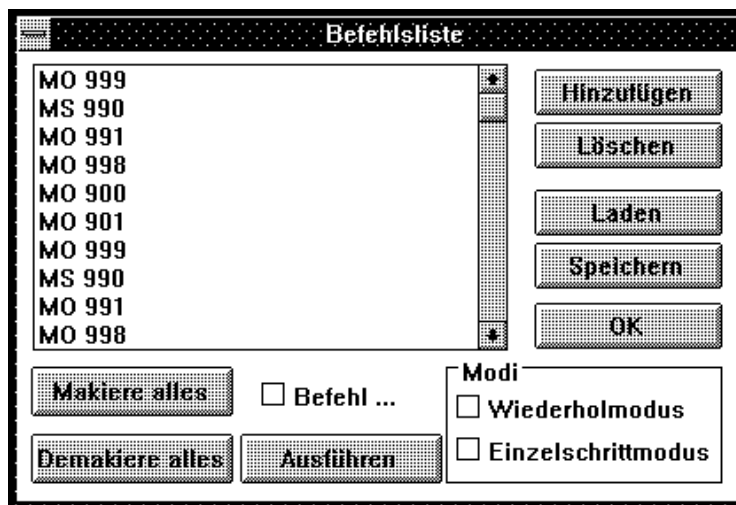 Befehlsliste
MO 999
MS 990
MO 991
MO 998
MO 900
MO 901
MO 999
MS 990
MO 991
MO 998
Hinzufügen
Löschen
Laden
Speichern
OK
Makiere alles
Befehl ...
Demakiere alles
Ausführen
Modi
Wiederholmodus
Einzelschrittmodus